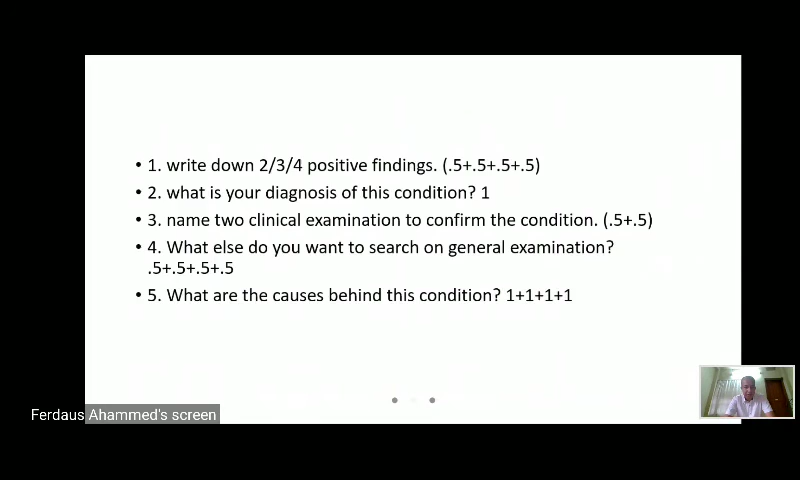 • 1. write down 2/3/4 positive findings. (.5+.5+.5+.5)
• 2. what is your diagnosis of this condition? 1
• 3. name two clinical examination to confirm the condition. (.5+.5)
• 4. What else do you want to search on general examination?
.5+.5+.5+.5
• 5. What are the causes behind this condition? 1+1+1+1
Ferdaus Ahammed's screen